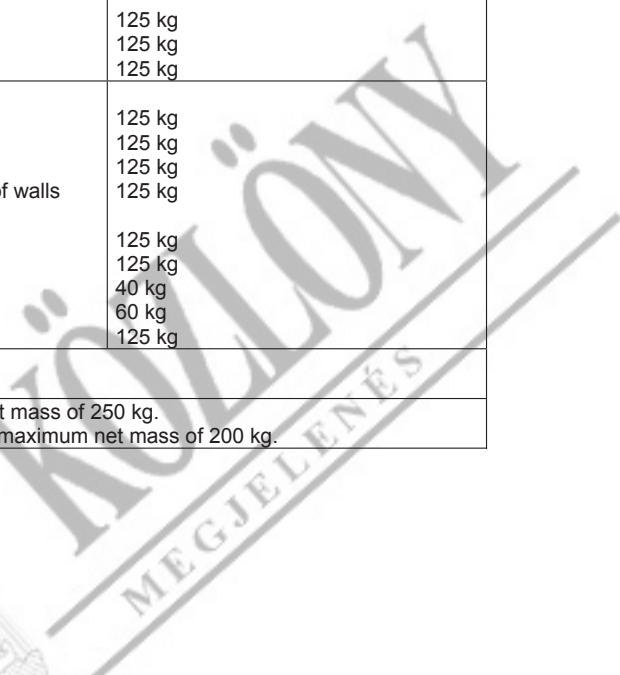 125 kg
125 kg
125 kg
125 kg
125 kg
125 kg
of walls 125 kg
125 kg
125 kg
40 kg
60 kg
125 kg
mass of 250 kg.
maximum net mass of 200 kg.
KÖZLÖNY
MEGJELENÉS